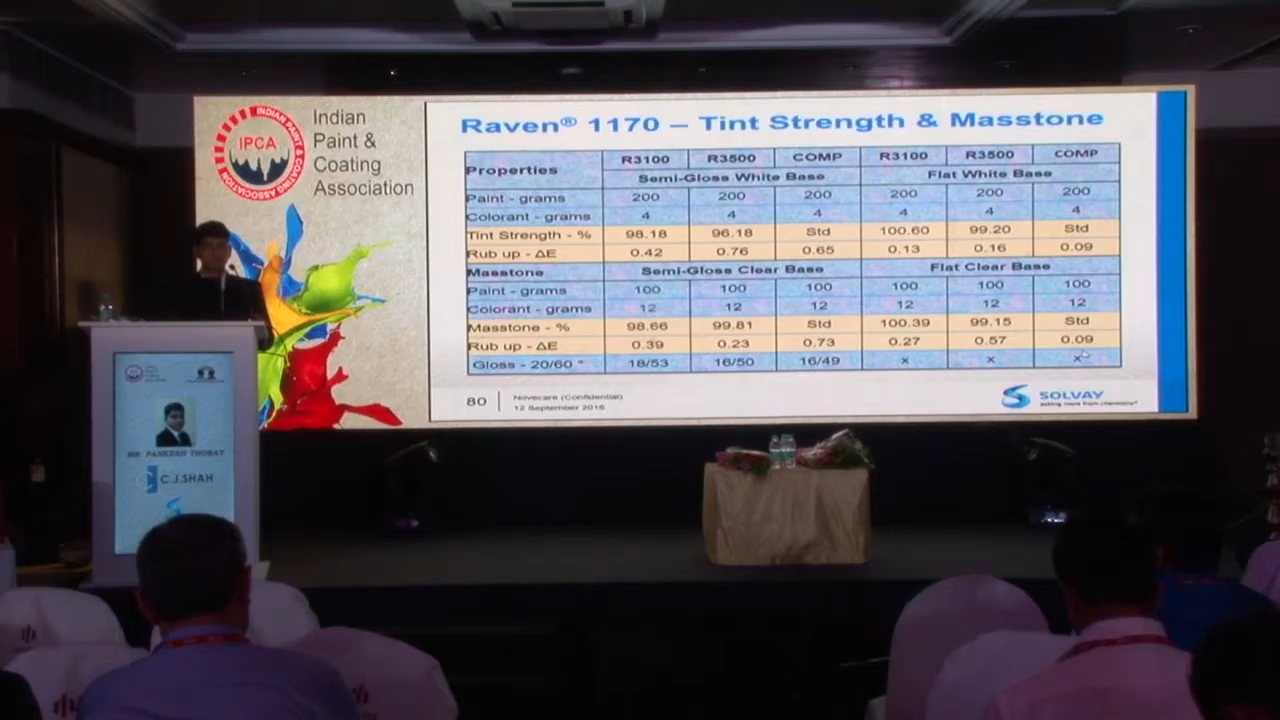 INDIAN PAINT & COATING ASSOCIATION
IPCA
Indian
Paint &
Coating
Association
Raven® 1170 – Tint Strength & Masstone
Properties R3100 R3500 COMP R3100 R3500 COMP
Semi-Gloss White Base Flat White Base
Paint - grams 200 200 200 200 200 200
Colorant - grams 4 4 4 4 4 4
Tint Strength - % 98.18 96.18 Std 100.60 99.20 Std
Rub up - ΔE 0.42 0.76 0.65 0.13 0.16 0.09
Masstone Semi-Gloss Clear Base Flat Clear Base
Paint - grams 100 100 100 100 100 100
Colorant - grams 12 12 12 12 12 12
Masstone - % 98.66 99.81 Std 100.39 99.15 Std
Rub up - ΔE 0.39 0.23 0.73 0.27 0.57 0.09
Gloss - 20/60 ° 18/53 16/50 16/49 x x x
80
Novecare (Confidential)
12 September 2016
SOLVAY
asking more from chemistry®
MR. PANKESH THORAT
C.J.SHAH